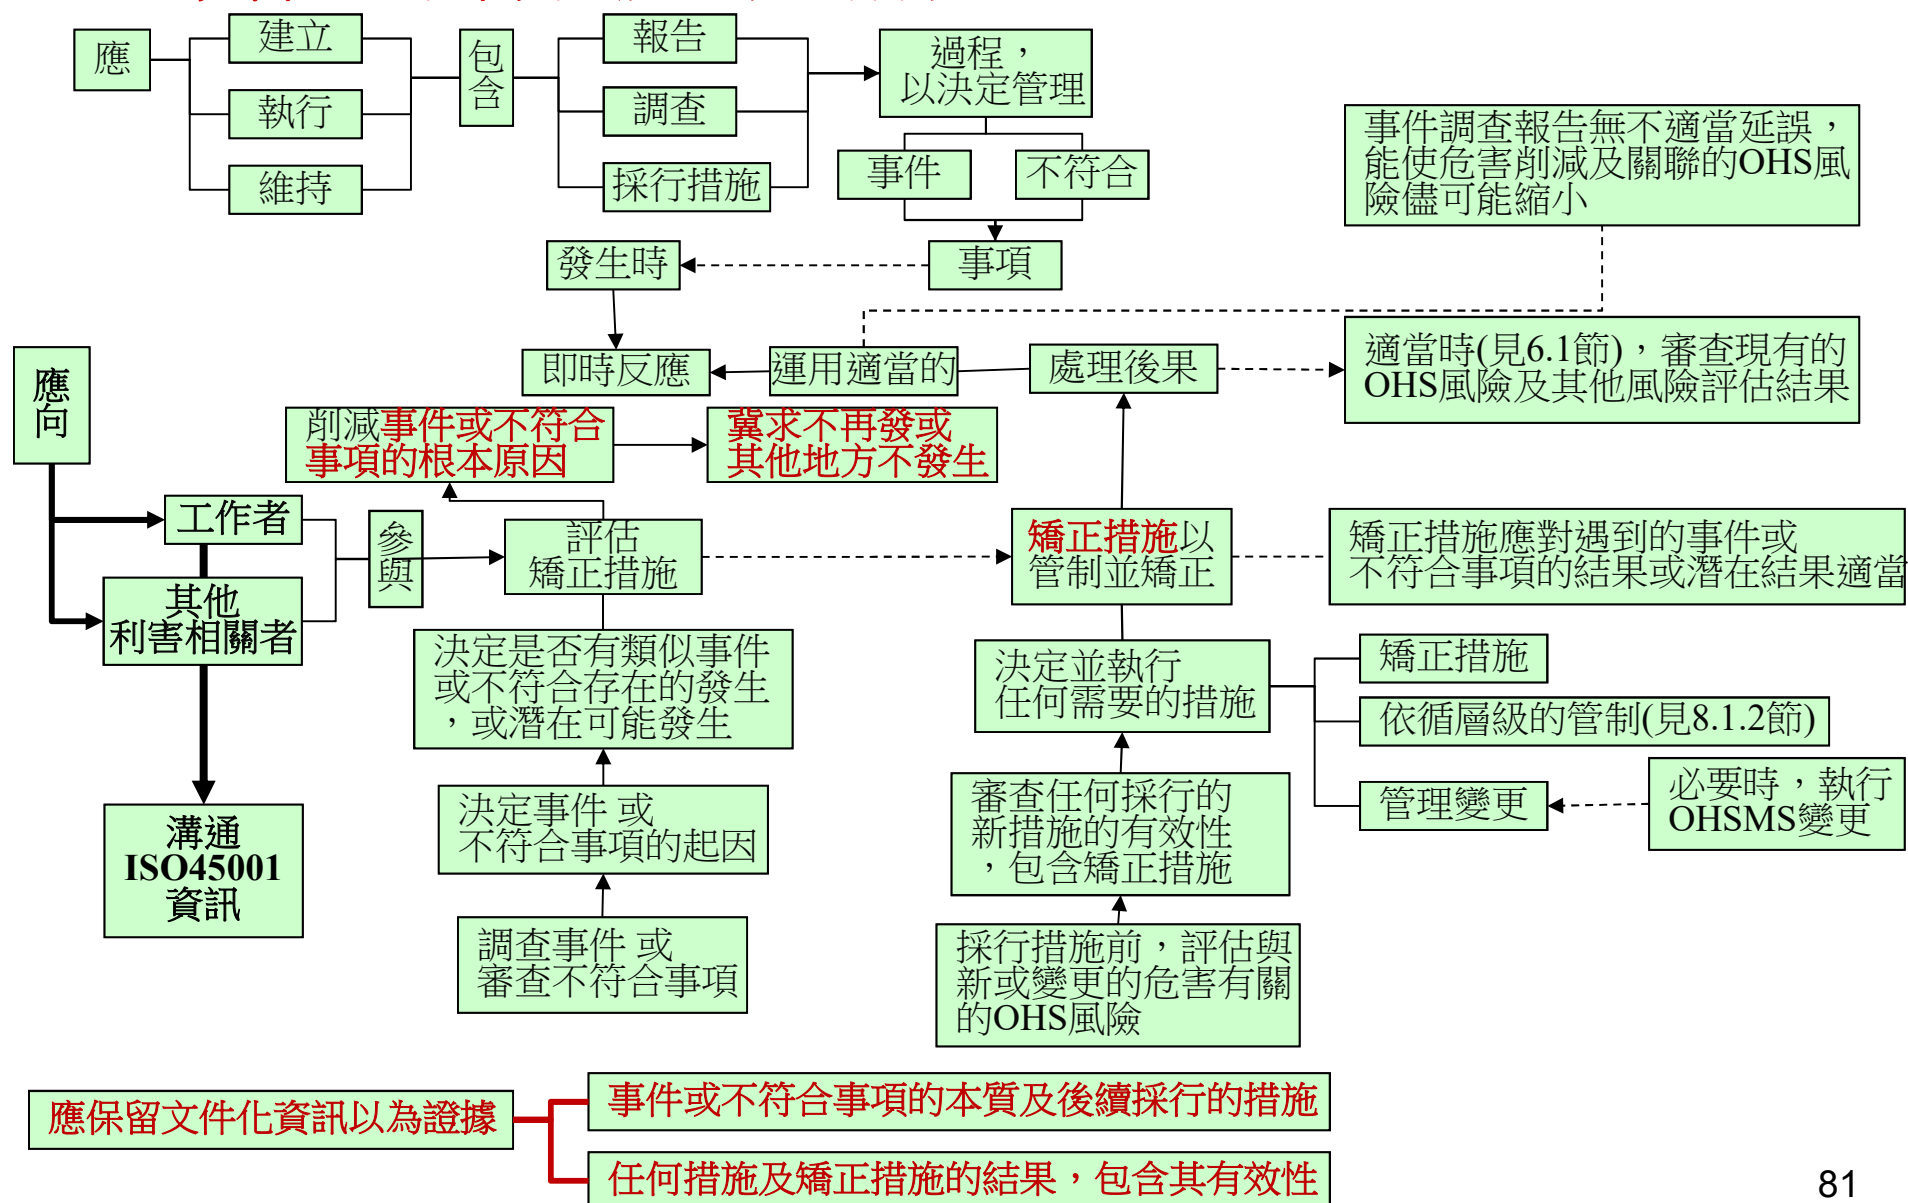 應
建立
執行
維持
包
含
報告
調查
採行措施
過程，
以決定管理
事件
不符合
事項
發生時
事件調查報告無不適當延誤，
能使危害削減及關聯的OHS風
險儘可能縮小
即時反應
運用適當的
處理後果
適當時(見6.1節)，審查現有的
OHS風險及其他風險評估結果
應
向
削減事件或不符合
事項的根本原因
冀求不再發或
其他地方不發生
工作者
其他
利害相關者
參
與
評估
矯正措施
矯正措施以
管制並矯正
矯正措施應對遇到的事件或
不符合事項的結果或潛在結果適當
決定是否有類似事件
或不符合存在的發生
，或潛在可能發生
決定並執行
任何需要的措施
矯正措施
依循層級的管制(見8.1.2節)
管理變更
必要時，執行
OHSMS變更
溝通
ISO45001
資訊
決定事件 或
不符合事項的起因
審查任何採行的
新措施的有效性
，包含矯正措施
調查事件 或
審查不符合事項
採行措施前，評估與
新或變更的危害有關
的OHS風險
應保留文件化資訊以為證據
事件或不符合事項的本質及後續採行的措施
任何措施及矯正措施的結果，包含其有效性
81